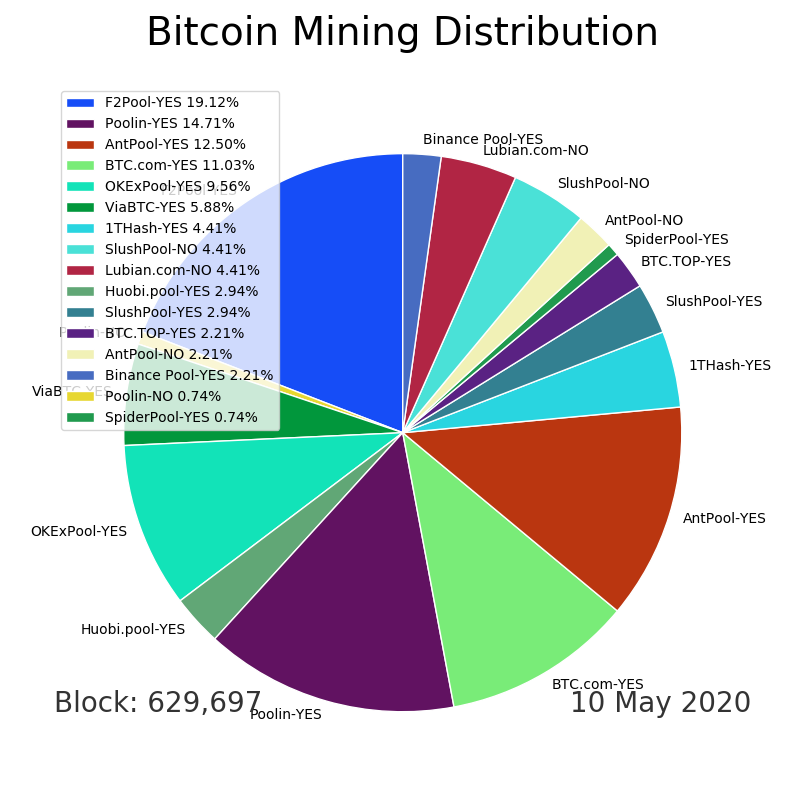 Bitcoin Mining Distribution
F2Pool-YES 19.12%
Poolin-YES 14.71%
AntPool-YES 12.50%
BTC.com-YES 11.03%
OKExPool-YES 9.56%
ViaBTC-YES 5.88%
1THash-YES 4.41%
SlushPool-NO 4.41%
Lubian.com-NO 4.41%
Huobi.pool-YES 2.94%
SlushPool-YES 2.94%
BTC.TOP-YES 2.21%
AntPool-NO 2.21%
Binance Pool-YES 2.21%
Poolin-NO 0.74%
SpiderPool-YES 0.74%
Binance Pool-YES
Lubian.com-NO
SlushPool-NO
AntPool-NO
SpiderPool-YES
BTC.TOP-YES
SlushPool-YES
1THash-YES
AntPool-YES
BTC.com-YES
Poolin-YES
Huobi.pool-YES
OKExPool-YES
ViaBTC-YES
Block: 629,697
10 May 2020